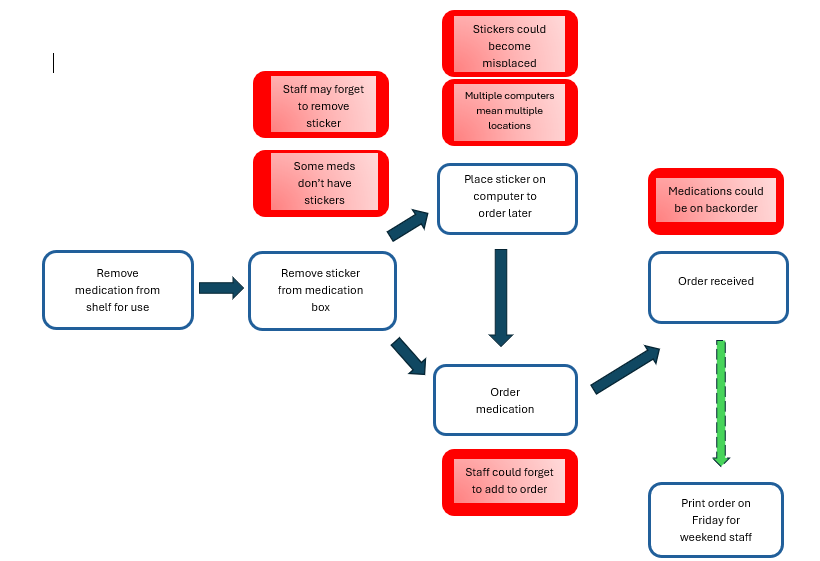 Stickers could
become
misplaced
Multiple computers
mean multiple
locations
Staff may forget
to remove
sticker
Some meds
don't have
stickers
Place sticker on
computer to
order later
Medications could
be on backorder
Remove
medication from
shelf for use
Remove sticker
from medication
box
Order received
Order
medication
Staff could forget
to add to order
Print order on
Friday for
weekend staff